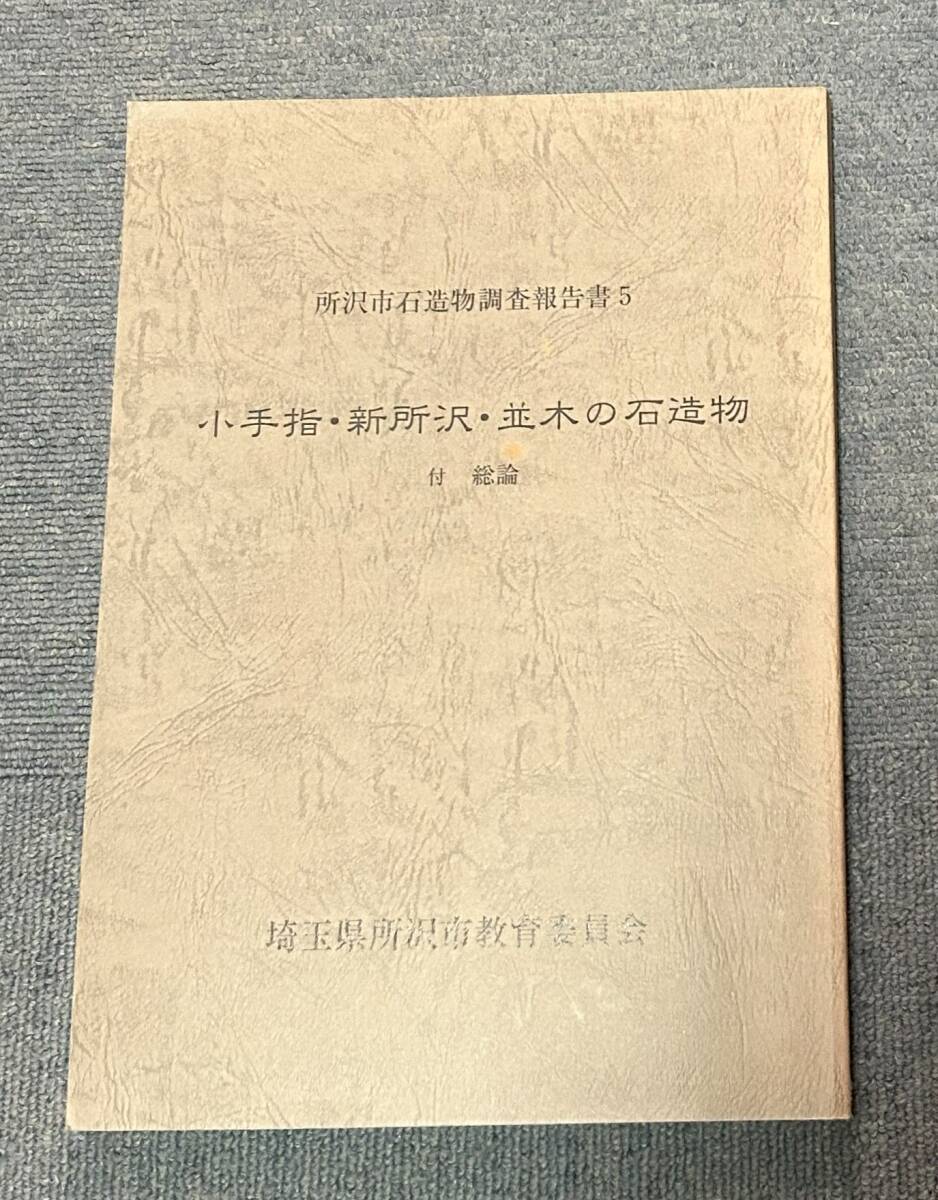 所沢市石造物調査報告書5
小手指・新所沢・並木の石造物
付　総論
埼玉県所沢市教育委員会